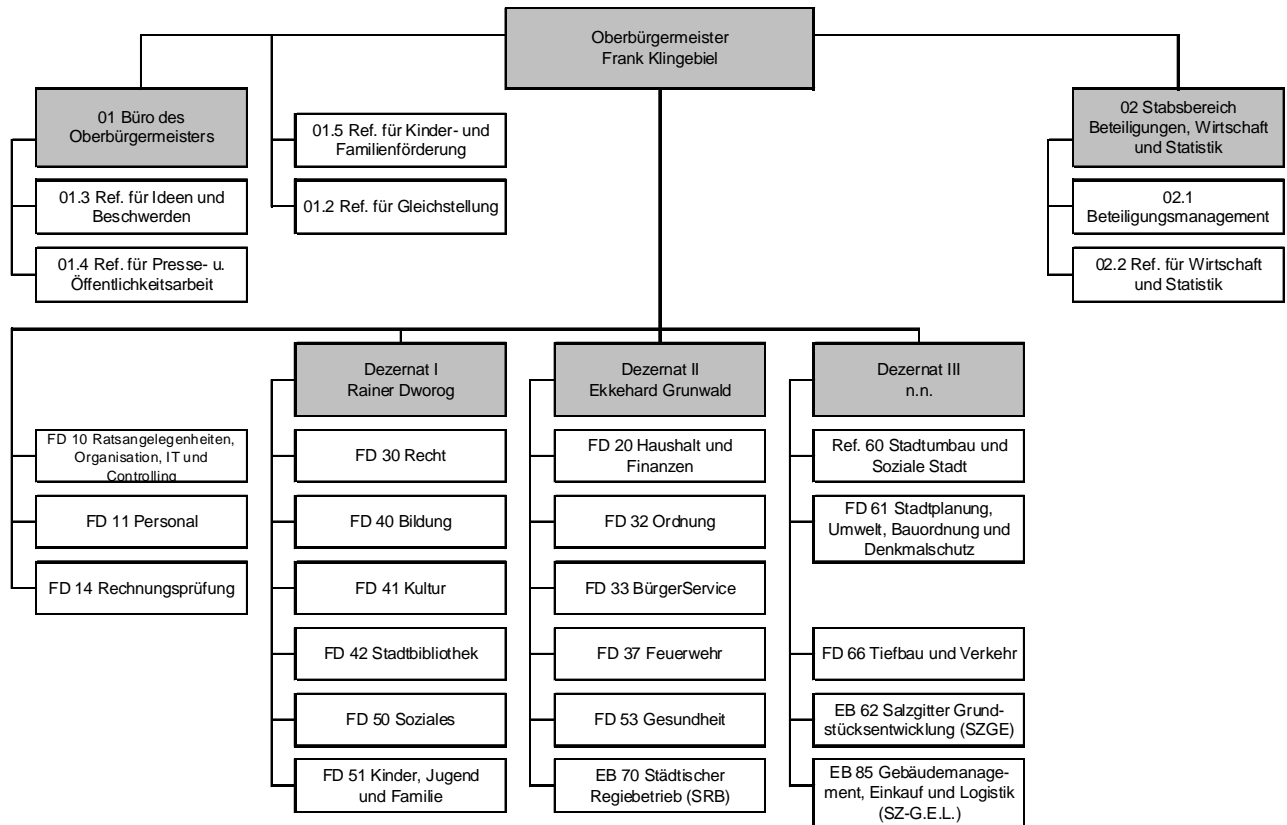 Oberbürgermeister
Frank Klingebiel
01 Büro des
Oberbürgermeisters
01.3 Ref. für Ideen und
Beschwerden
01.4 Ref. für Presse- u.
Öffentlichkeitsarbeit
01.5 Ref. für Kinder- und
Familienförderung
01.2 Ref. für Gleichstellung
02 Stabsbereich
Beteiligungen, Wirtschaft
und Statistik
02.1
Beteiligungsmanagement
02.2 Ref. für Wirtschaft
und Statistik
FD 10 Ratsangelegenheiten,
Organisation, IT und
Controlling
FD 11 Personal
FD 14 Rechnungsprüfung
Dezernat I
Rainer Dworog
FD 30 Recht
FD 40 Bildung
FD 41 Kultur
FD 42 Stadtbibliothek
FD 50 Soziales
FD 51 Kinder, Jugend
und Familie
Dezernat II
Ekkehard Grunwald
FD 20 Haushalt und
Finanzen
FD 32 Ordnung
FD 33 BürgerService
FD 37 Feuerwehr
FD 53 Gesundheit
EB 70 Städtischer
Regiebetrieb (SRB)
Dezernat III
n.n.
Ref. 60 Stadtumbau und
Soziale Stadt
FD 61 Stadtplanung,
Umwelt, Bauordnung und
Denkmalschutz
FD 66 Tiefbau und Verkehr
EB 62 Salzgitter Grund-
stücksentwicklung (SZGE)
EB 85 Gebäudemanage-
ment, Einkauf und Logistik
(SZ-G.E.L.)